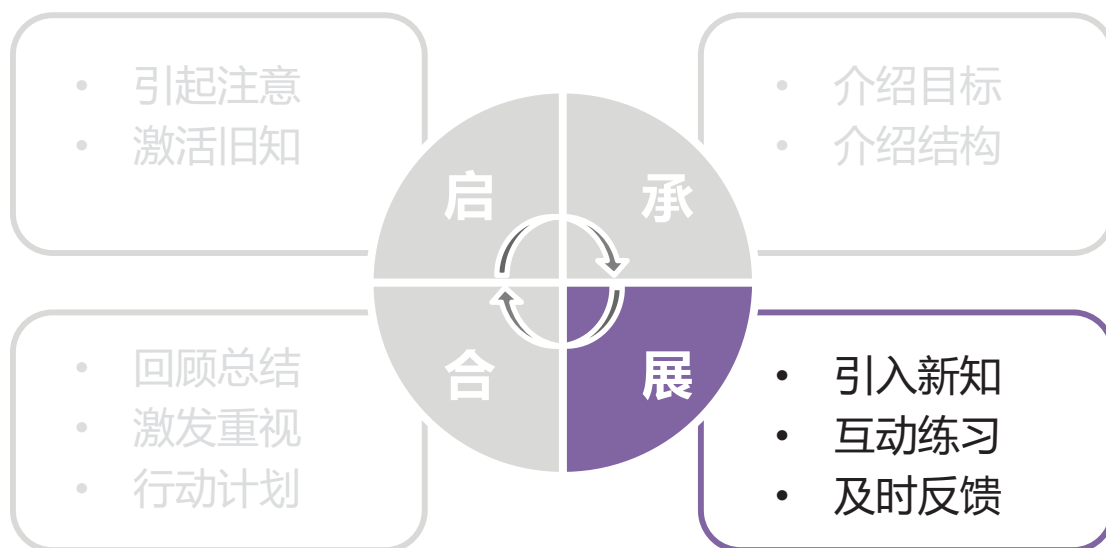 • 引起注意
• 激活旧知
• 介绍目标
• 介绍结构
启
承
合
展
• 回顾总结
• 激发重视
• 行动计划
• 引入新知
• 互动练习
• 及时反馈